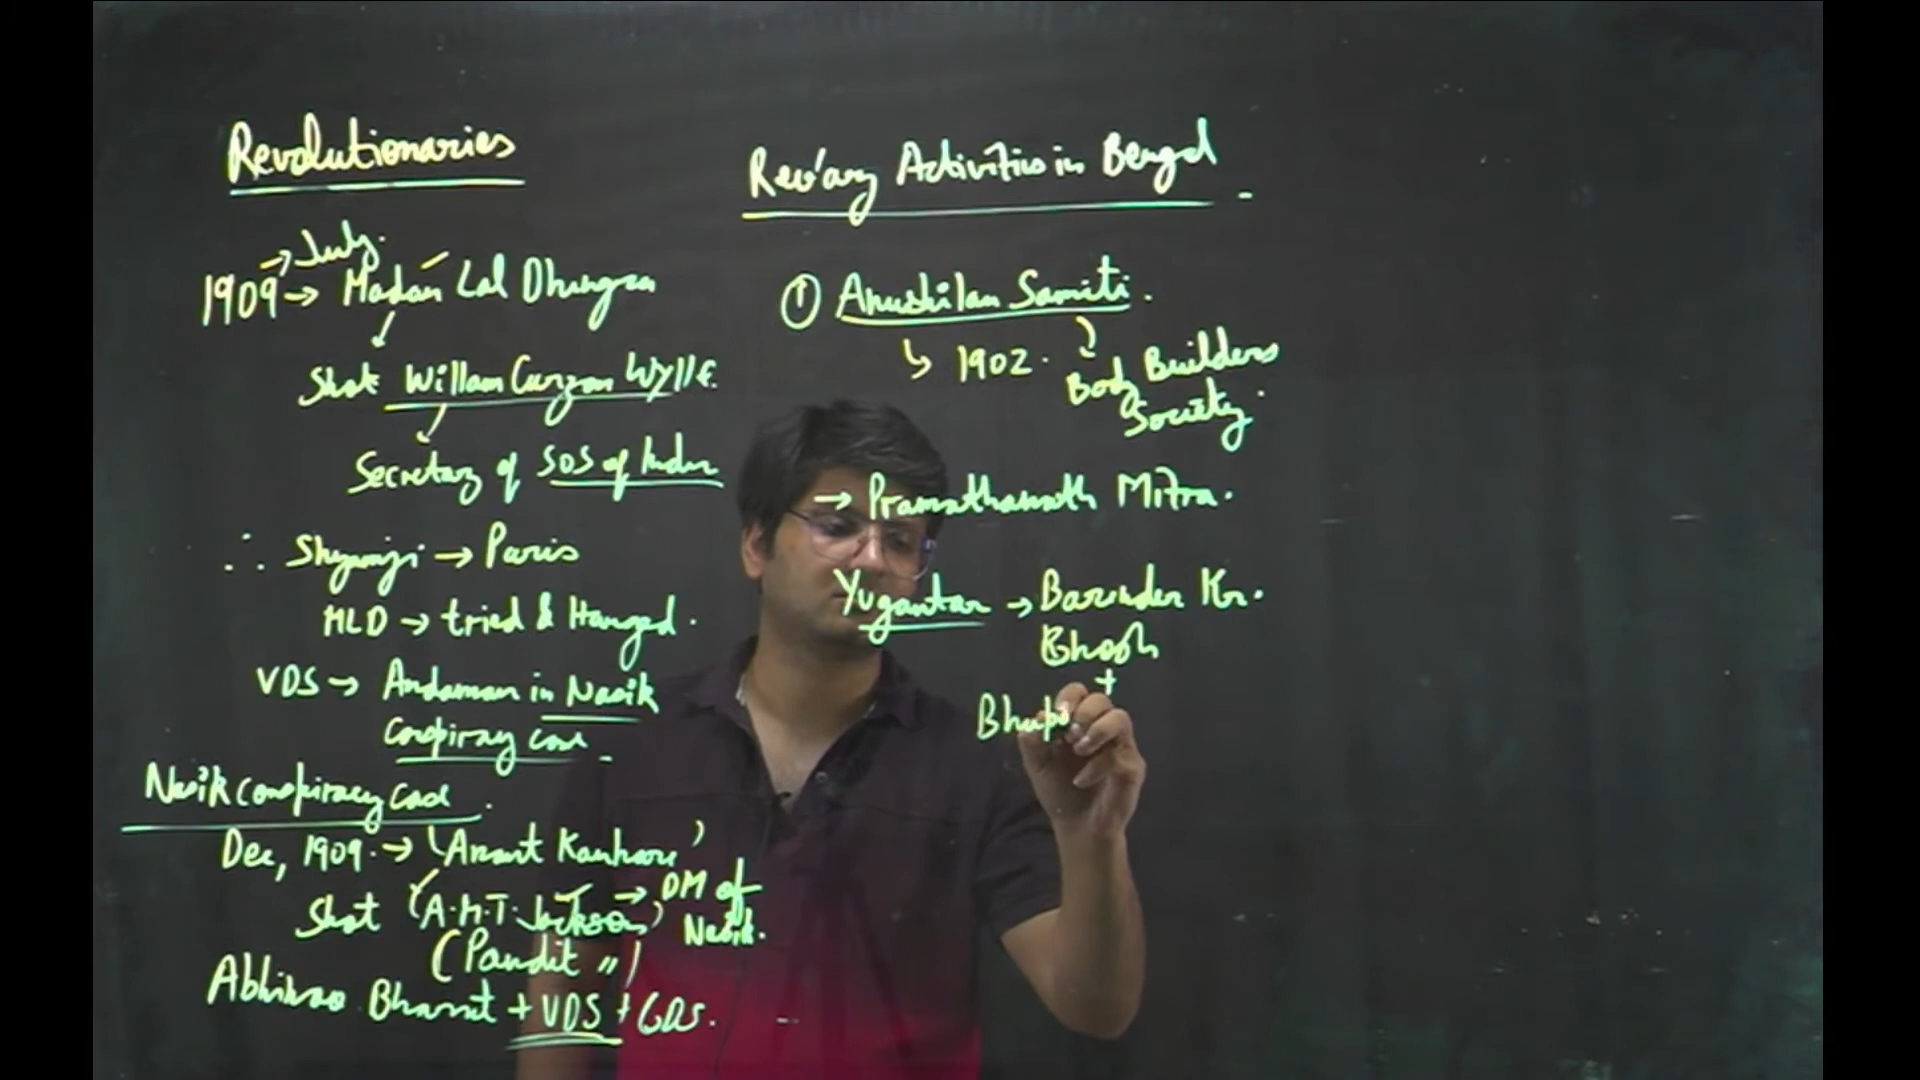 Revolutionaries
→ July.
1909 → Madan Lal Dhingra
Shot William Curzon Wyllie.
Secretary of SOS of India
∴ Shyamji → Paris
MLD → tried & Hanged.
VDS → Andaman in Nasik
Conspiracy case.
Nasik Conspiracy Case.
Dec, 1909. → 'Anant Kanhare'
Shot (A.M.T. Jackson) → DM of
Nasik.
(Pandit 〃)
Abhinav Bharat + VDS + GDS.
Rev'ary Activities in Bengal
① Anushilan Samiti.
↳ 1902.
Body Builders
Society.
→ Pramathanath Mitra.
Yugantar → Barinder Kr.
Ghosh
+
Bhup